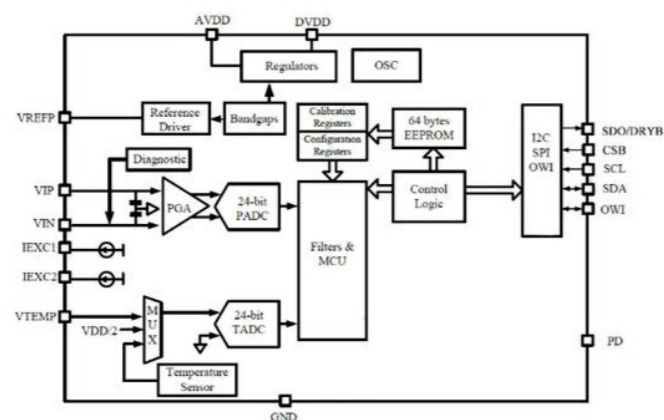 AVDD
DVDD
Regulators
OSC
VREFP
Reference
Driver
Bandgaps
Calibration
Registers
Configuration
Registers
64 bytes
EEPROM
I2C
SPI
OWI
SDO/DRYB
CSB
SCL
SDA
OWI
Diagnostic
VIP
VIN
PGA
24-bit
PADC
Control
Logic
Filters &
MCU
IEXC1
IEXC2
VTEMP
VDD/2
MUX
24-bit
TADC
Temperature
Sensor
PD
GND